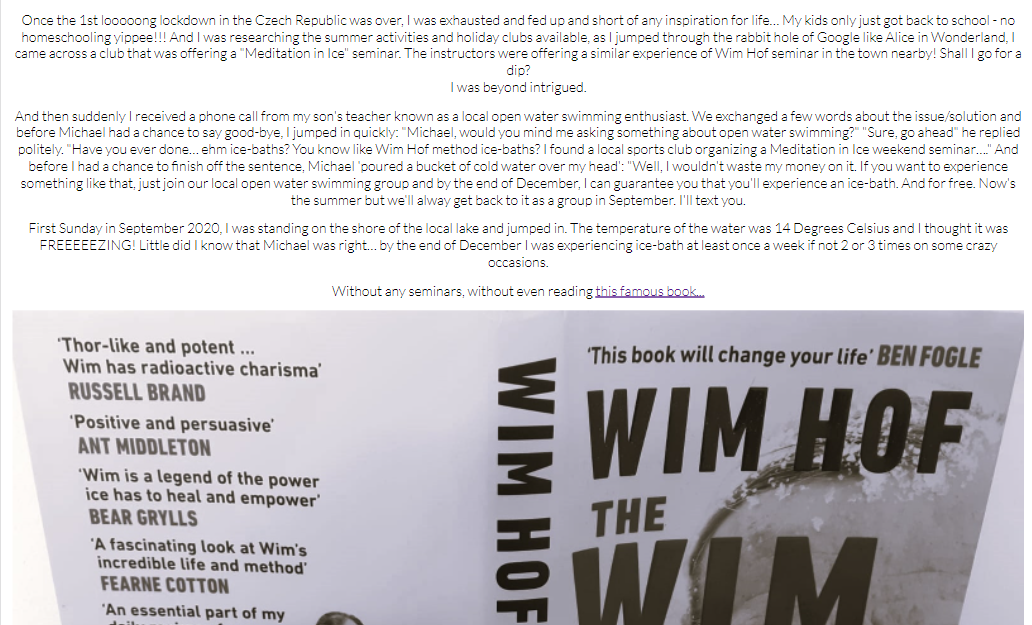 Once the 1st looooong lockdown in the Czech Republic was over, I was exhausted and fed up and short of any inspiration for life... My kids only just got back to school - no
homeschooling yippee!!! And I was researching the summer activities and holiday clubs available, as I jumped through the rabbit hole of Google like Alice in Wonderland, I
came across a club that was offering a "Meditation in Ice" seminar. The instructors were offering a similar experience of Wim Hof seminar in the town nearby! Shall I go for a
dip?
I was beyond intrigued.
And then suddenly I received a phone call from my son's teacher known as a local open water swimming enthusiast. We exchanged a few words about the issue/solution and
before Michael had a chance to say good-bye, I jumped in quickly: "Michael, would you mind me asking something about open water swimming?" "Sure, go ahead" he replied
politely. "Have you ever done... ehm ice-baths? You know like Wim Hof method ice-baths? I found a local sports club organizing a Meditation in Ice weekend seminar...." And
before I had a chance to finish off the sentence, Michael 'poured a bucket of cold water over my head': "Well, I wouldn't waste my money on it. If you want to experience
something like that, just join our local open water swimming group and by the end of December, I can guarantee you that you'll experience an ice-bath. And for free. Now's
the summer but we'll alway get back to it as a group in September. I'll text you.
First Sunday in September 2020, I was standing on the shore of the local lake and jumped in. The temperature of the water was 14 Degrees Celsius and I thought it was
FREEEEEZING! Little did I know that Michael was right... by the end of December I was experiencing ice-bath at least once a week if not 2 or 3 times on some crazy
occasions.
Without any seminars, without even reading this famous book...
'Thor-like and potent ...
Wim has radioactive charisma'
RUSSELL BRAND
'Positive and persuasive'
ANT MIDDLETON
'Wim is a legend of the power
ice has to heal and empower'
BEAR GRYLLS
'A fascinating look at Wim's
incredible life and method'
FEARNE COTTON
'An essential part of my
WIM HOF
'This book will change your life' BEN FOGLE
WIM HOF
THE
WIM